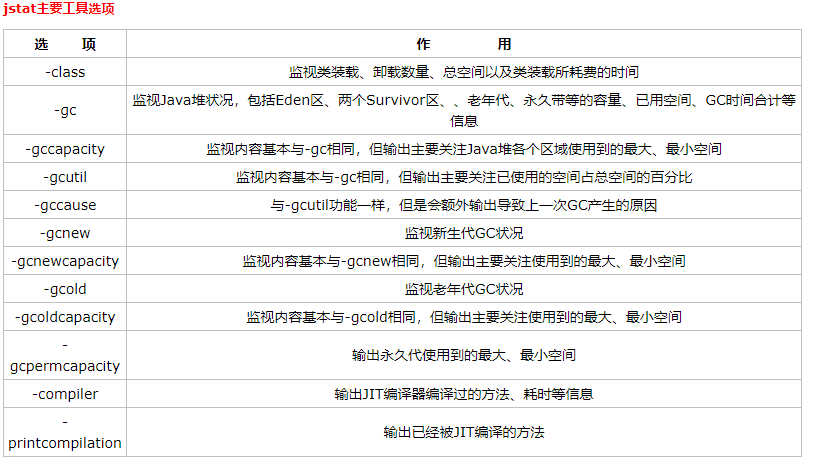 jstat主要工具选项
选 项 作 用
-class 监视类装载、卸载数量、总空间以及类装载所耗费的时间
-gc 监视Java堆状况，包括Eden区、两个Survivor区、、老年代、永久带等的容量、已用空间、GC时间合计等
信息
-gccapacity 监视内容基本与-gc相同，但输出主要关注Java堆各个区域使用到的最大、最小空间
-gcutil 监视内容基本与-gc相同，但输出主要关注已使用的空间占总空间的百分比
-gccause 与-gcutil功能一样，但是会额外输出导致上一次GC产生的原因
-gcnew 监视新生代GC状况
-gcnewcapacity 监视内容基本与-gcnew相同，但输出主要关注使用到的最大、最小空间
-gcold 监视老年代GC状况
-gcoldcapacity 监视内容基本与-gcold相同，但输出主要关注使用到的最大、最小空间
-
gcpermcapacity 输出永久代使用到的最大、最小空间
-compiler 输出JIT编译器编译过的方法、耗时等信息
-
printcompilation 输出已经被JIT编译的方法